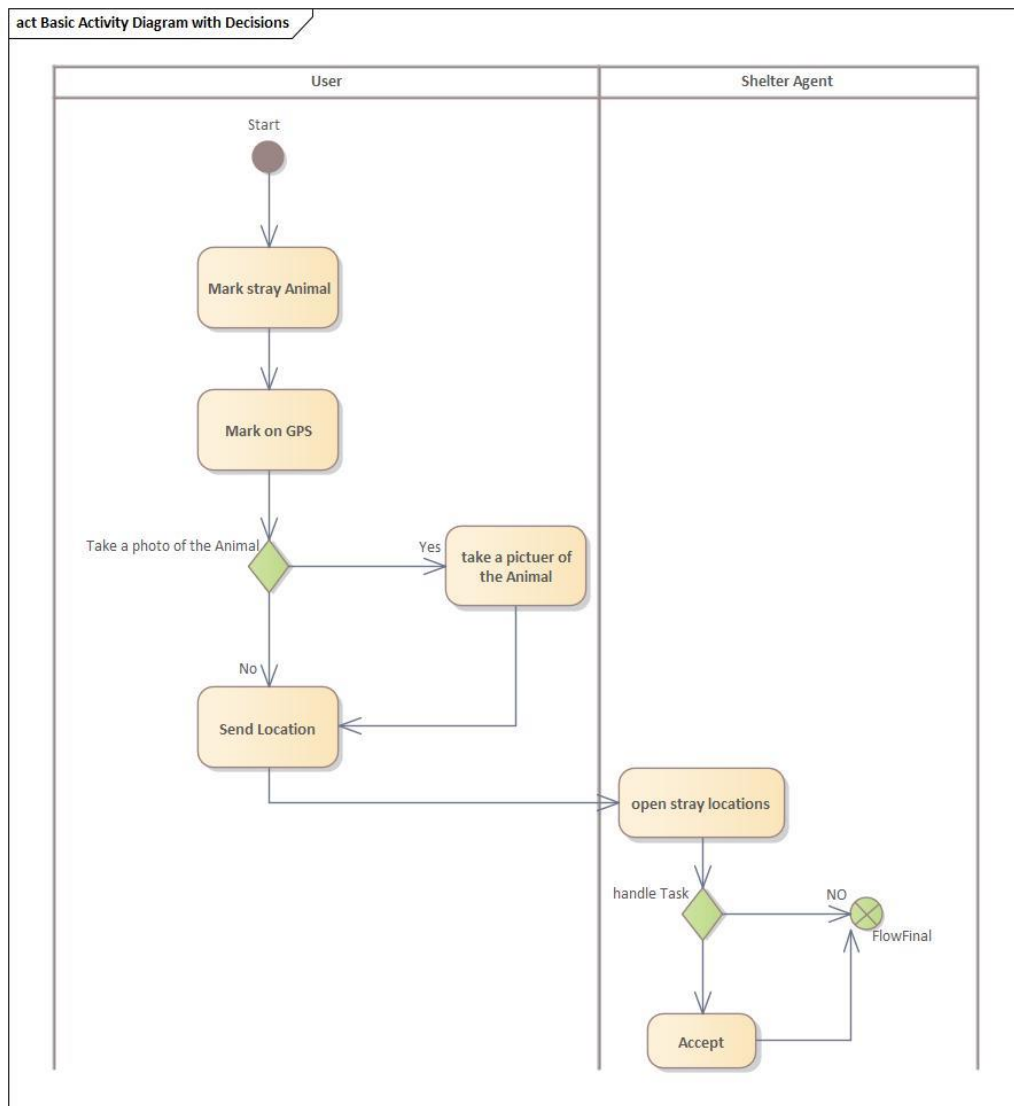 act Basic Activity Diagram with Decisions
User
Shelter Agent
Start
Mark stray Animal
Mark on GPS
Take a photo of the Animal
Yes
take a pictuer of
the Animal
No
Send Location
open stray locations
handle Task
NO
FlowFinal
Accept